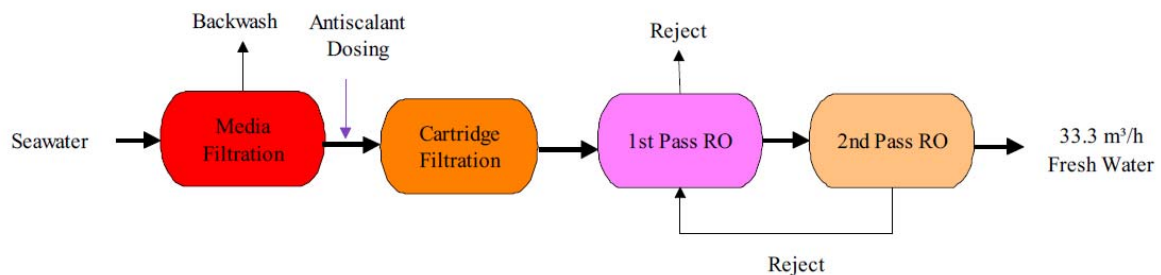 Backwash
Antiscalant
Dosing
Reject
Seawater
Media
Filtration
Cartridge
Filtration
1st Pass RO
2nd Pass RO
33.3 m³/h
Fresh Water
Reject